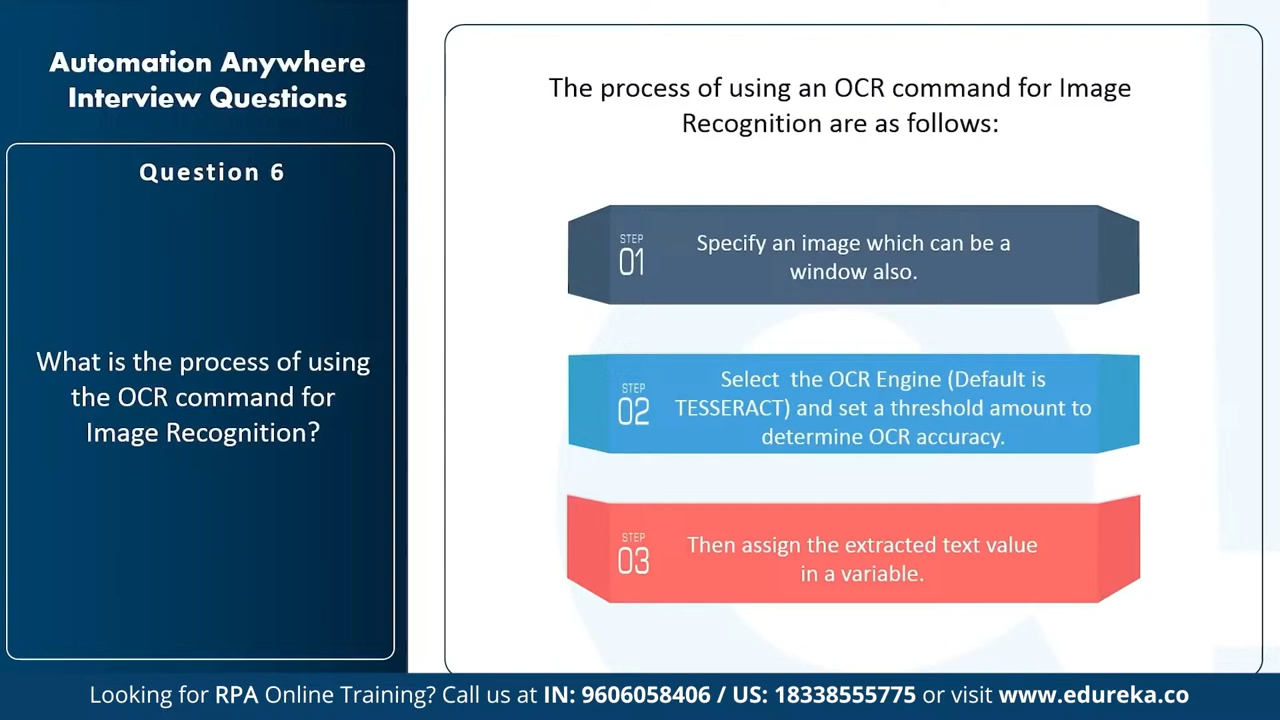 Automation Anywhere
Interview Questions
Question 6
What is the process of using
the OCR command for
Image Recognition?
The process of using an OCR command for Image
Recognition are as follows:
STEP
01
Specify an image which can be a
window also.
STEP
02
Select the OCR Engine (Default is
TESSERACT) and set a threshold amount to
determine OCR accuracy.
STEP
03
Then assign the extracted text value
in a variable.
Looking for RPA Online Training? Call us at IN: 9606058406 / US: 18338555775 or visit www.edureka.co